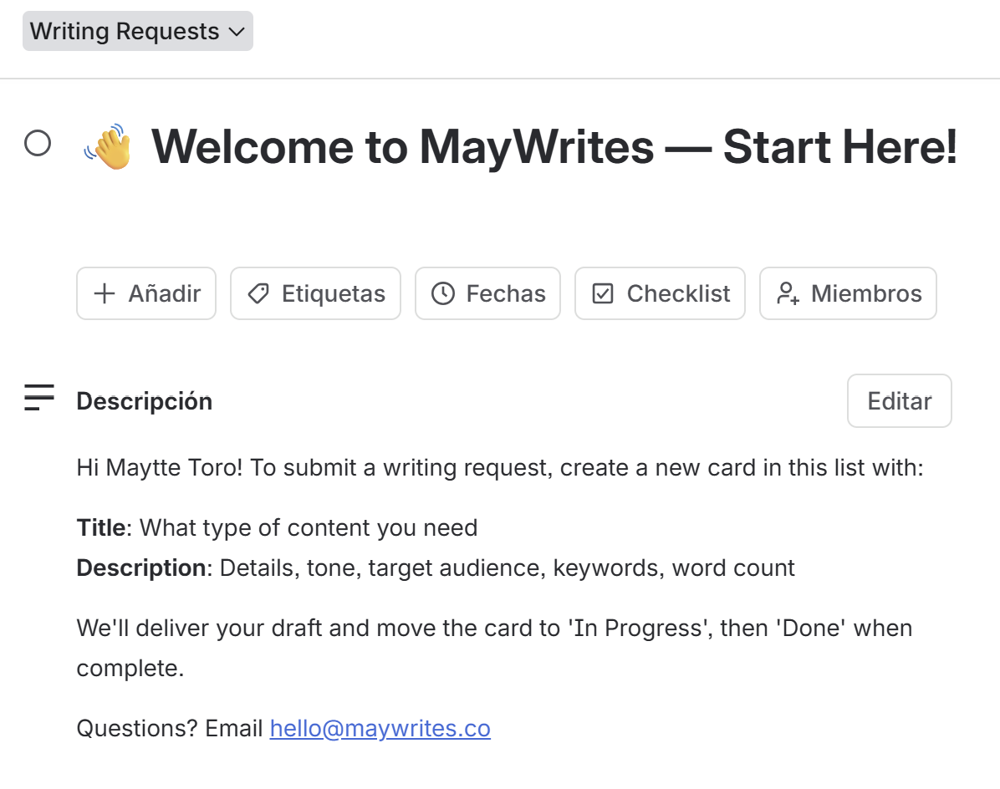 Writing Requests
👋 Welcome to MayWrites — Start Here!
Añadir
Etiquetas
Fechas
Checklist
Miembros
Descripción
Editar
Hi Maytte Toro! To submit a writing request, create a new card in this list with:
Title: What type of content you need
Description: Details, tone, target audience, keywords, word count
We'll deliver your draft and move the card to 'In Progress', then 'Done' when
complete.
Questions? Email hello@maywrites.co